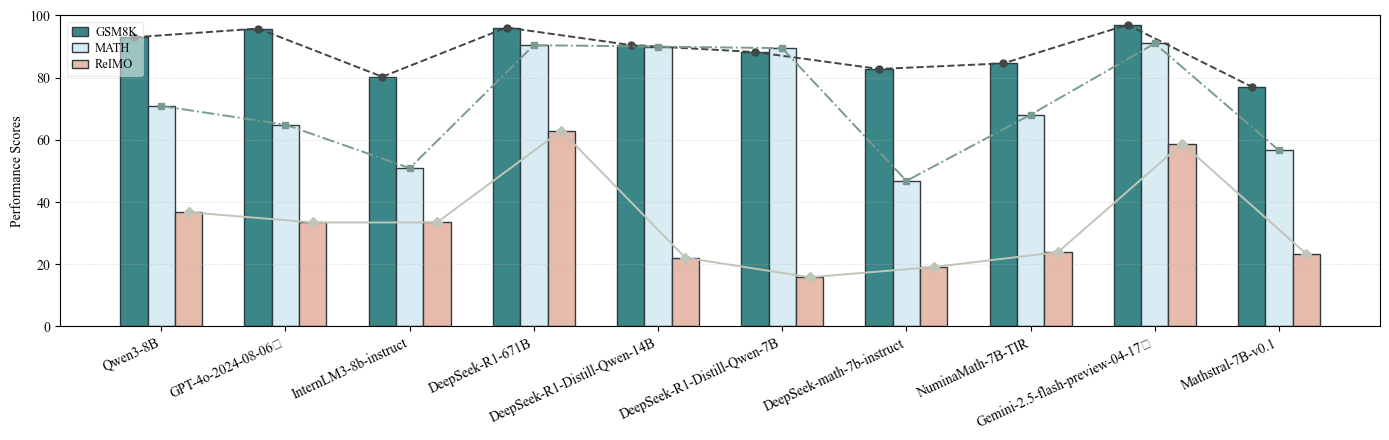 GSM8K
MATH
ReIMO
Performance Scores
100
80
60
40
20
0
Qwen3-8B
GPT-4o-2024-08-06
InternLM3-8b-instruct
DeepSeek-R1-671B
DeepSeek-R1-Distill-Qwen-14B
DeepSeek-R1-Distill-Qwen-7B
DeepSeek-math-7b-instruct
NuminaMath-7B-TIR
Gemini-2.5-flash-preview-04-17
Mathstral-7B-v0.1